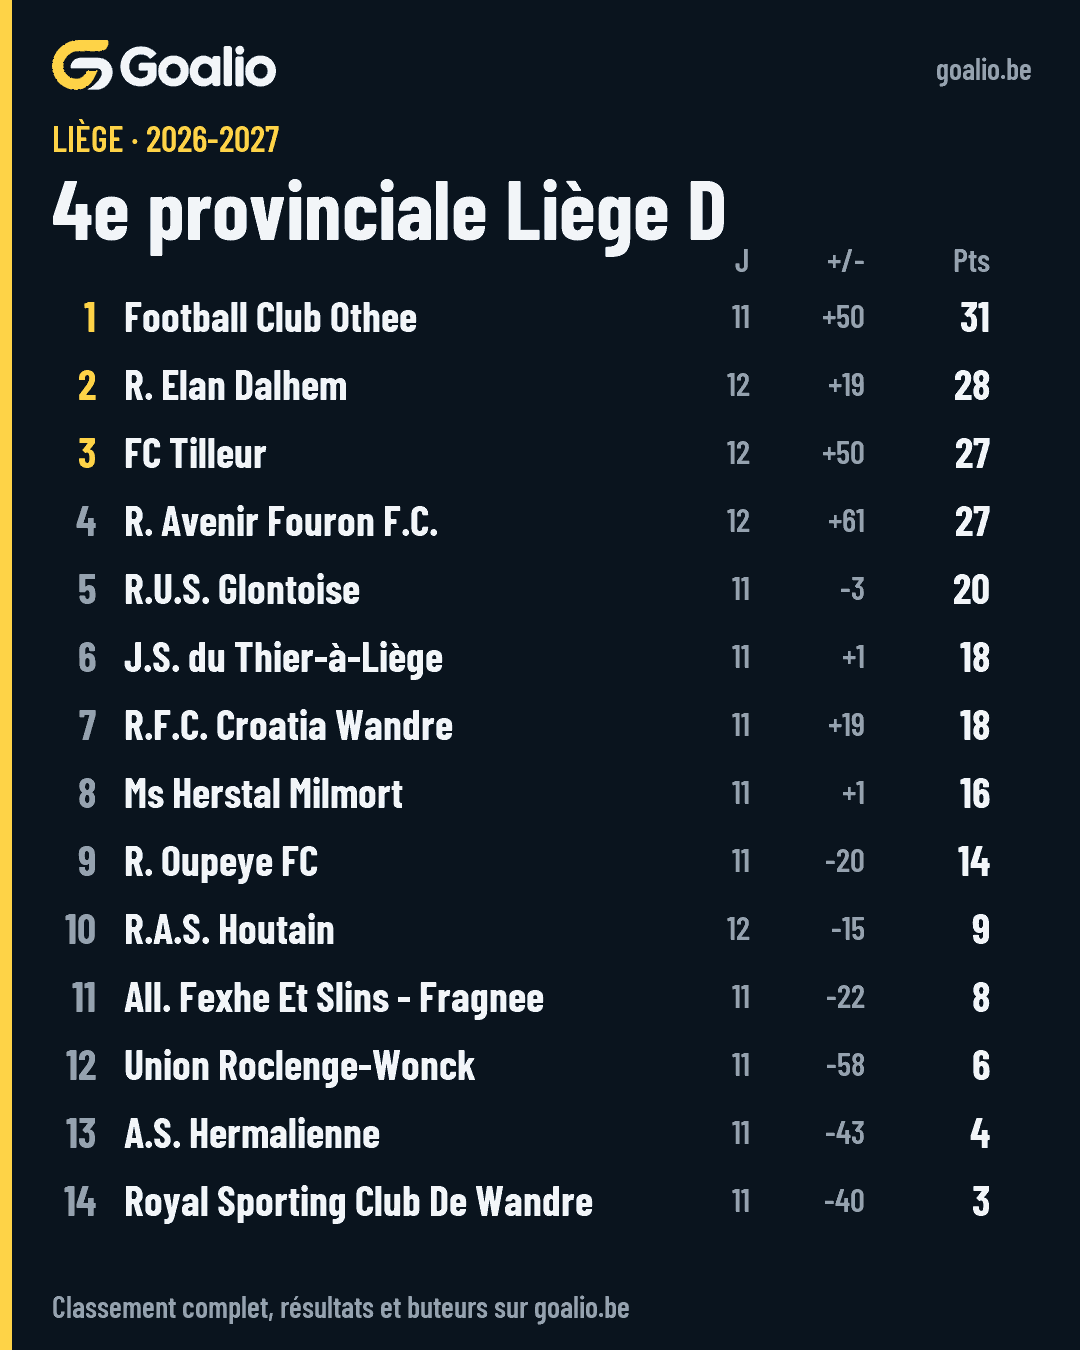 Goalio
goalio.be
LIÈGE · 2026-2027
4e provinciale Liège D
J +/- Pts
1 Football Club Othee 11 +50 31
2 R. Elan Dalhem 12 +19 28
3 FC Tilleur 12 +50 27
4 R. Avenir Fouron F.C. 12 +61 27
5 R.U.S. Glontoise 11 -3 20
6 J.S. du Thier-à-Liège 11 +1 18
7 R.F.C. Croatia Wandre 11 +19 18
8 Ms Herstal Milmort 11 +1 16
9 R. Oupeye FC 11 -20 14
10 R.A.S. Houtain 12 -15 9
11 All. Fexhe Et Slins - Fragnee 11 -22 8
12 Union Roclenge-Wonck 11 -58 6
13 A.S. Hermalienne 11 -43 4
14 Royal Sporting Club De Wandre 11 -40 3
Classement complet, résultats et buteurs sur goalio.be